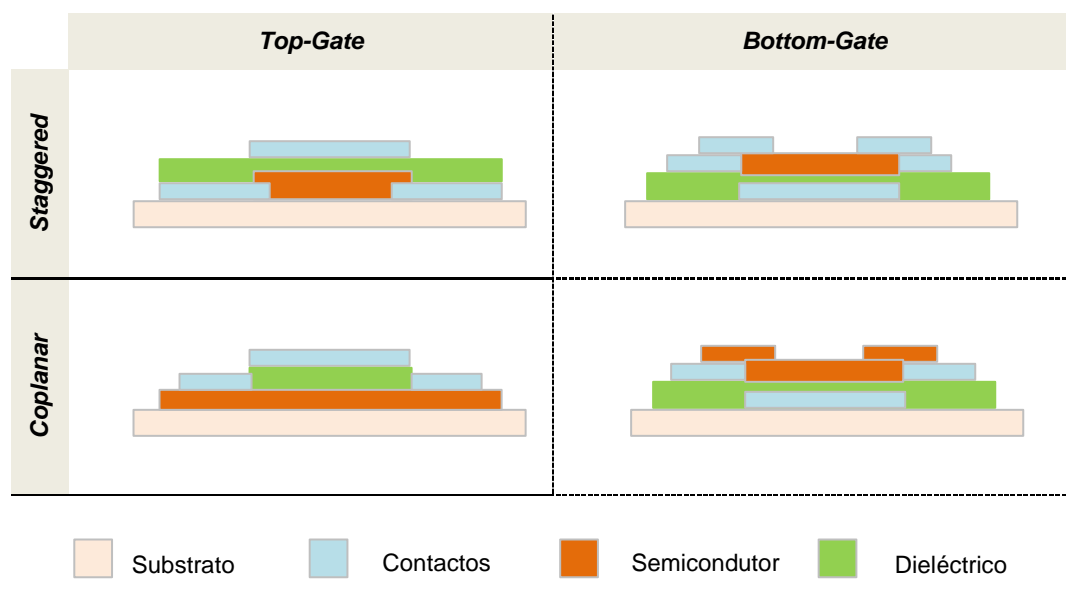 Top-Gate
Bottom-Gate
Staggered
Coplanar
Substrato
Contactos
Semicondutor
Dieléctrico